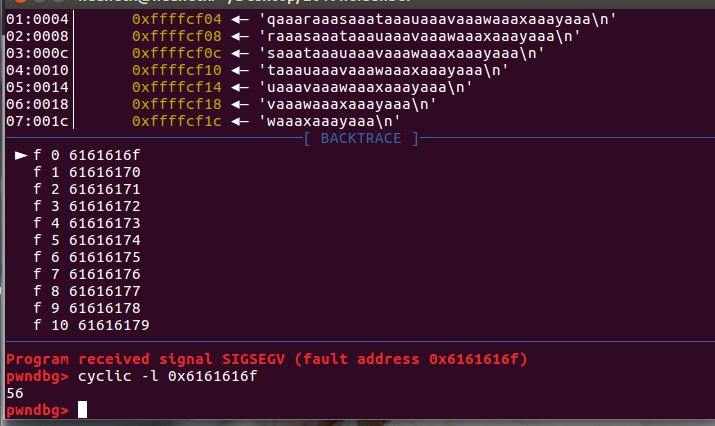 01:0004│ 0xffffcf04 ◂— 'qaaaraaasaaataaauaaavaaawaaaxaaayaaa\n'
02:0008│ 0xffffcf08 ◂— 'raaasaaataaauaaavaaawaaaxaaayaaa\n'
03:000c│ 0xffffcf0c ◂— 'saaataaauaaavaaawaaaxaaayaaa\n'
04:0010│ 0xffffcf10 ◂— 'taaauaaavaaawaaaxaaayaaa\n'
05:0014│ 0xffffcf14 ◂— 'uaaavaaawaaaxaaayaaa\n'
06:0018│ 0xffffcf18 ◂— 'vaaawaaaxaaayaaa\n'
07:001c│ 0xffffcf1c ◂— 'waaaxaaayaaa\n'
[ BACKTRACE ]
► f 0 6161616f
f 1 61616170
f 2 61616171
f 3 61616172
f 4 61616173
f 5 61616174
f 6 61616175
f 7 61616176
f 8 61616177
f 9 61616178
f 10 61616179
Program received signal SIGSEGV (fault address 0x6161616f)
pwndbg> cyclic -l 0x6161616f
56
pwndbg>